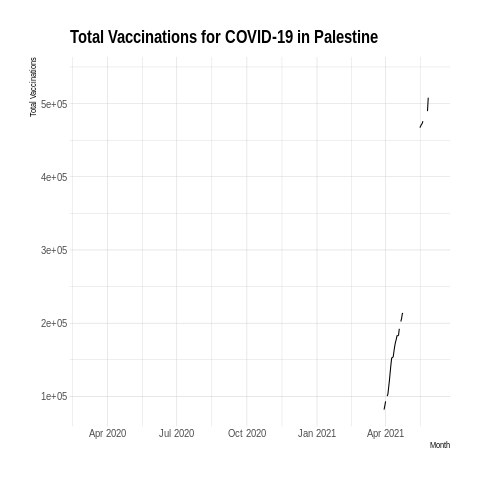 Total Vaccinations for COVID-19 in Palestine
Total Vaccinations
5e+05
4e+05
3e+05
2e+05
1e+05
Apr 2020 Jul 2020 Oct 2020 Jan 2021 Apr 2021
Month